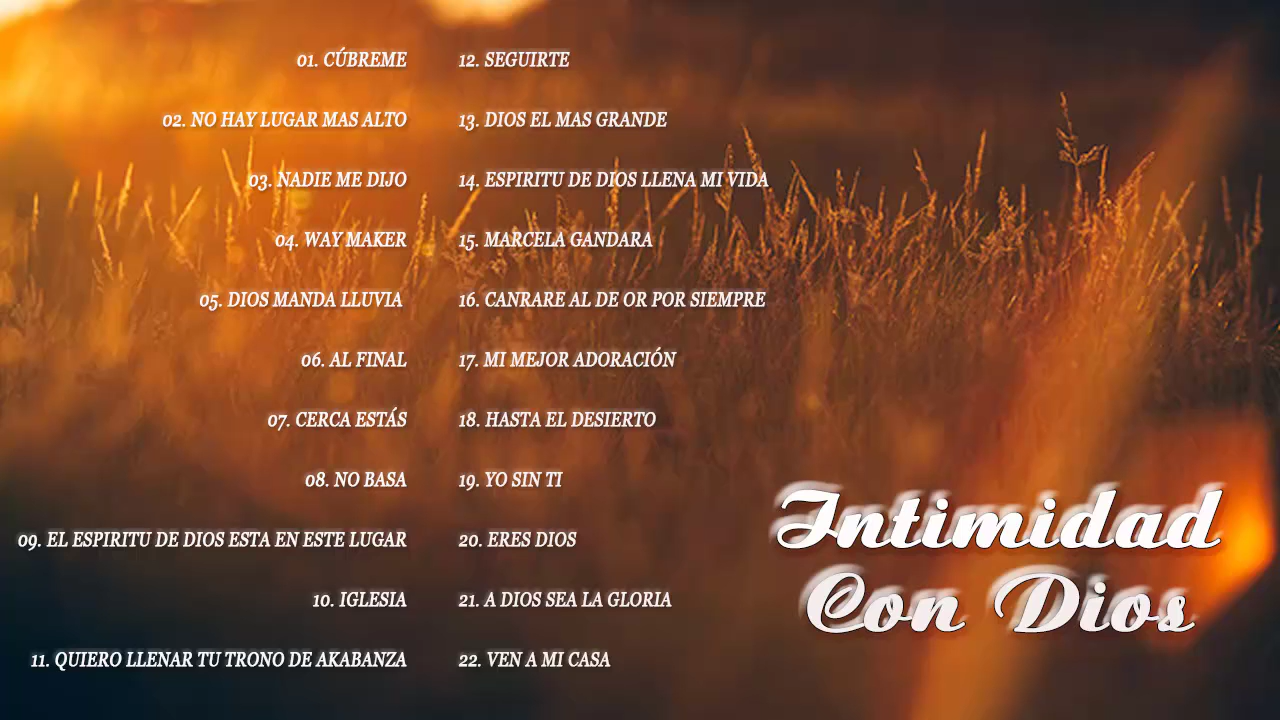 01. CÚBREME
02. NO HAY LUGAR MAS ALTO
03. NADIE ME DIJO
04. WAY MAKER
05. DIOS MANDA LLUVIA
06. AL FINAL
07. CERCA ESTÁS
08. NO BASA
09. EL ESPIRITU DE DIOS ESTA EN ESTE LUGAR
10. IGLESIA
11. QUIERO LLENAR TU TRONO DE AKABANZA
12. SEGUIRTE
13. DIOS EL MAS GRANDE
14. ESPIRITU DE DIOS LLENA MI VIDA
15. MARCELA GANDARA
16. CANRARE AL DE OR POR SIEMPRE
17. MI MEJOR ADORACIÓN
18. HASTA EL DESIERTO
19. YO SIN TI
20. ERES DIOS
21. A DIOS SEA LA GLORIA
22. VEN A MI CASA
Intimidad
Con Dios